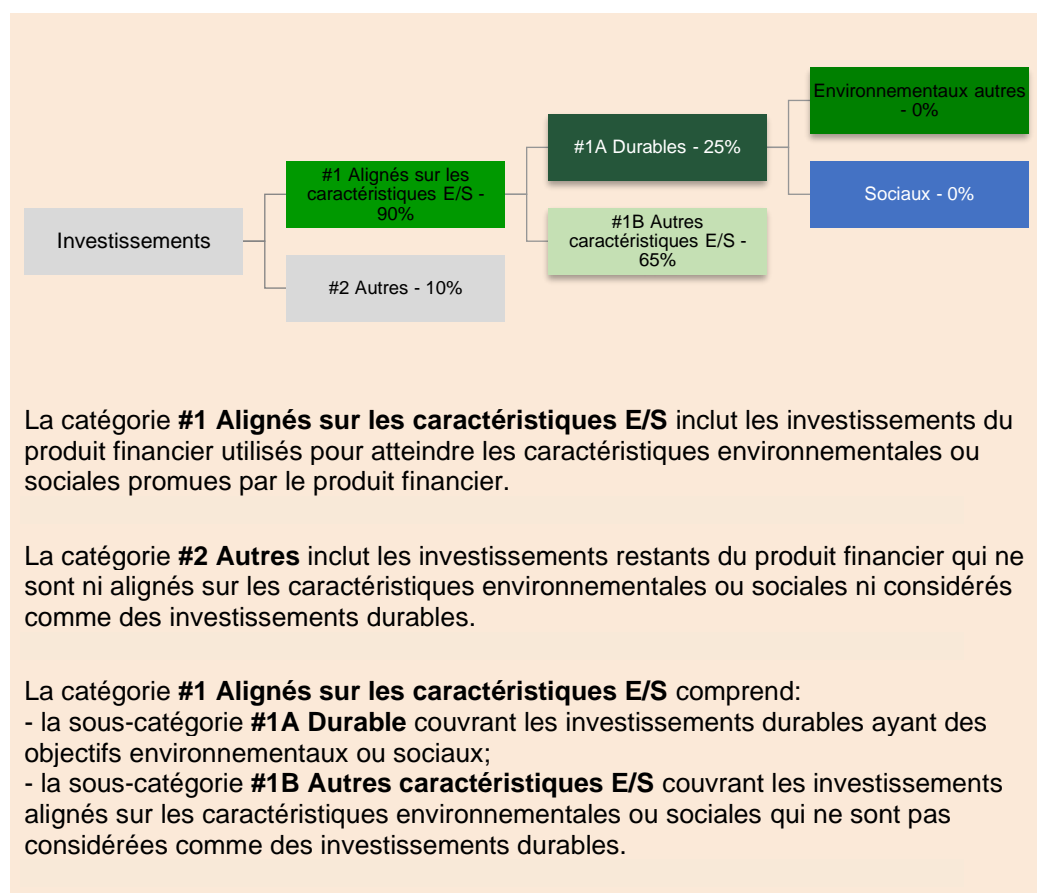 Environnementaux autres
- 0%
#1A Durables - 25%
#1 Alignés sur les
caractéristiques E/S -
90%
Sociaux - 0%
Investissements
#1B Autres
caractéristiques E/S -
65%
#2 Autres - 10%
La catégorie #1 Alignés sur les caractéristiques E/S inclut les investissements du
produit financier utilisés pour atteindre les caractéristiques environnementales ou
sociales promues par le produit financier.
La catégorie #2 Autres inclut les investissements restants du produit financier qui ne
sont ni alignés sur les caractéristiques environnementales ou sociales ni considérés
comme des investissements durables.
La catégorie #1 Alignés sur les caractéristiques E/S comprend:
- la sous-catégorie #1A Durable couvrant les investissements durables ayant des
objectifs environnementaux ou sociaux;
- la sous-catégorie #1B Autres caractéristiques E/S couvrant les investissements
alignés sur les caractéristiques environnementales ou sociales qui ne sont pas
considérées comme des investissements durables.